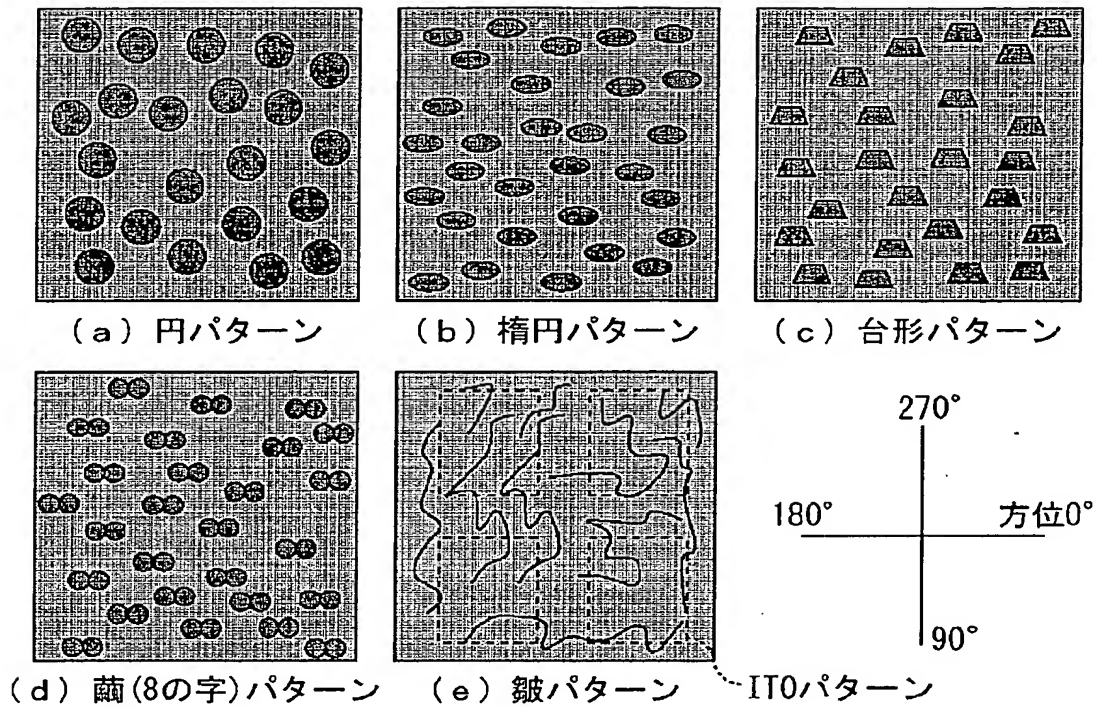 (a) 円パターン
(b) 楕円パターン
(c) 台形パターン
270°
180°
方位0°
90°
(d) 繭(8の字)パターン
(e) 皺パターン
ITOパターン